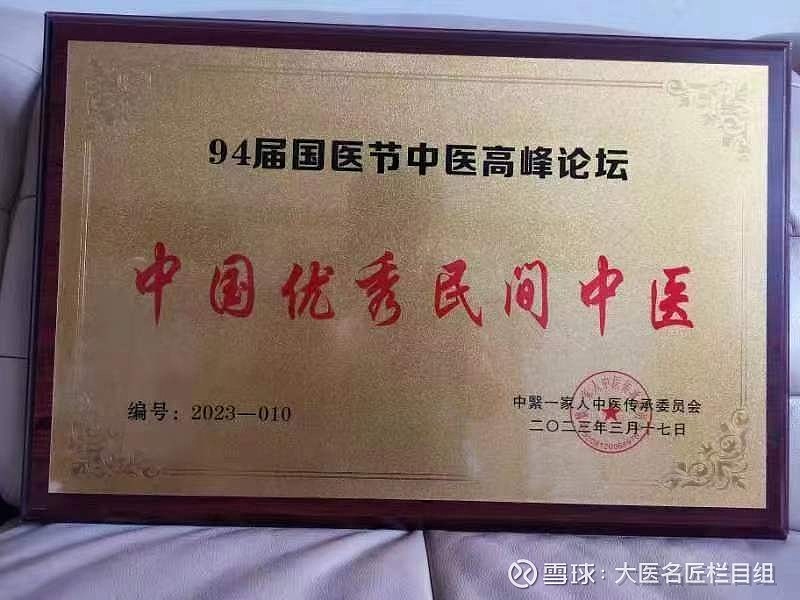 94届国医节中医高峰论坛
中国优秀民间中医
编号：2023—010
中緊一家人中医传承委员会
二〇二三年三月十七日
雪球：大医名匠栏目组